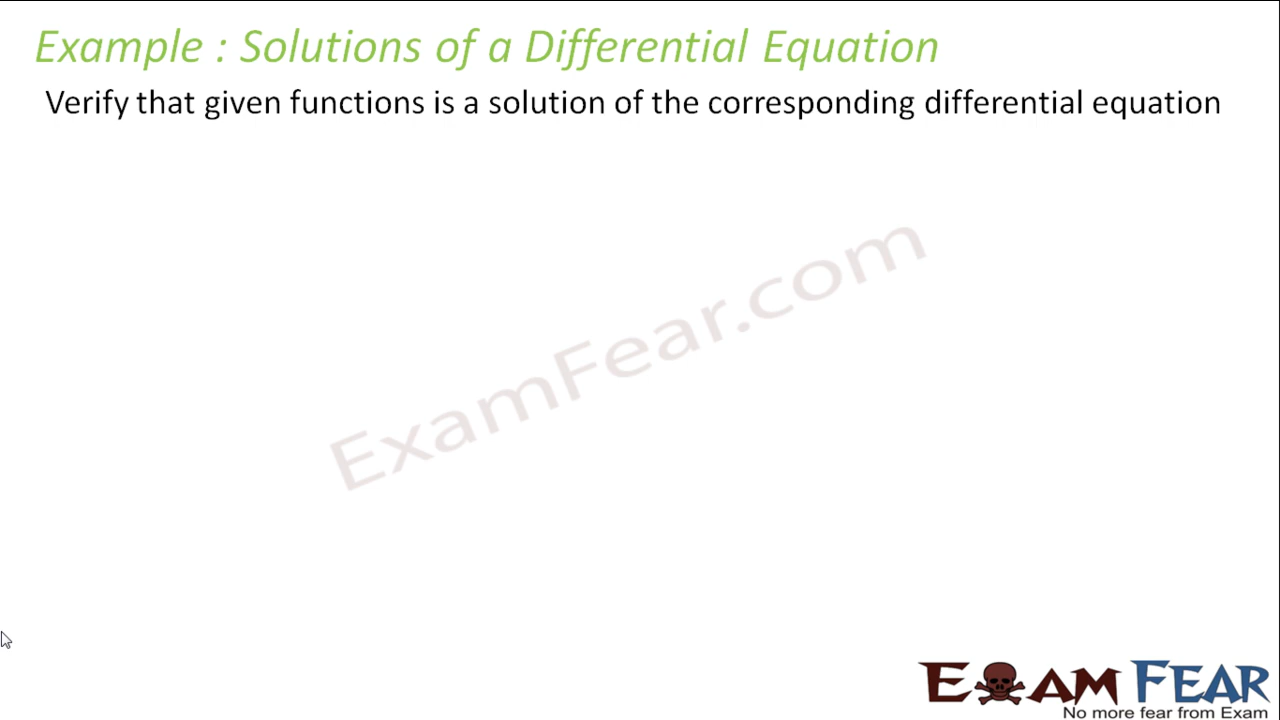 Example : Solutions of a Differential Equation
Verify that given functions is a solution of the corresponding differential equation
ExamFear.com
EXAM FEAR
No more fear from Exam